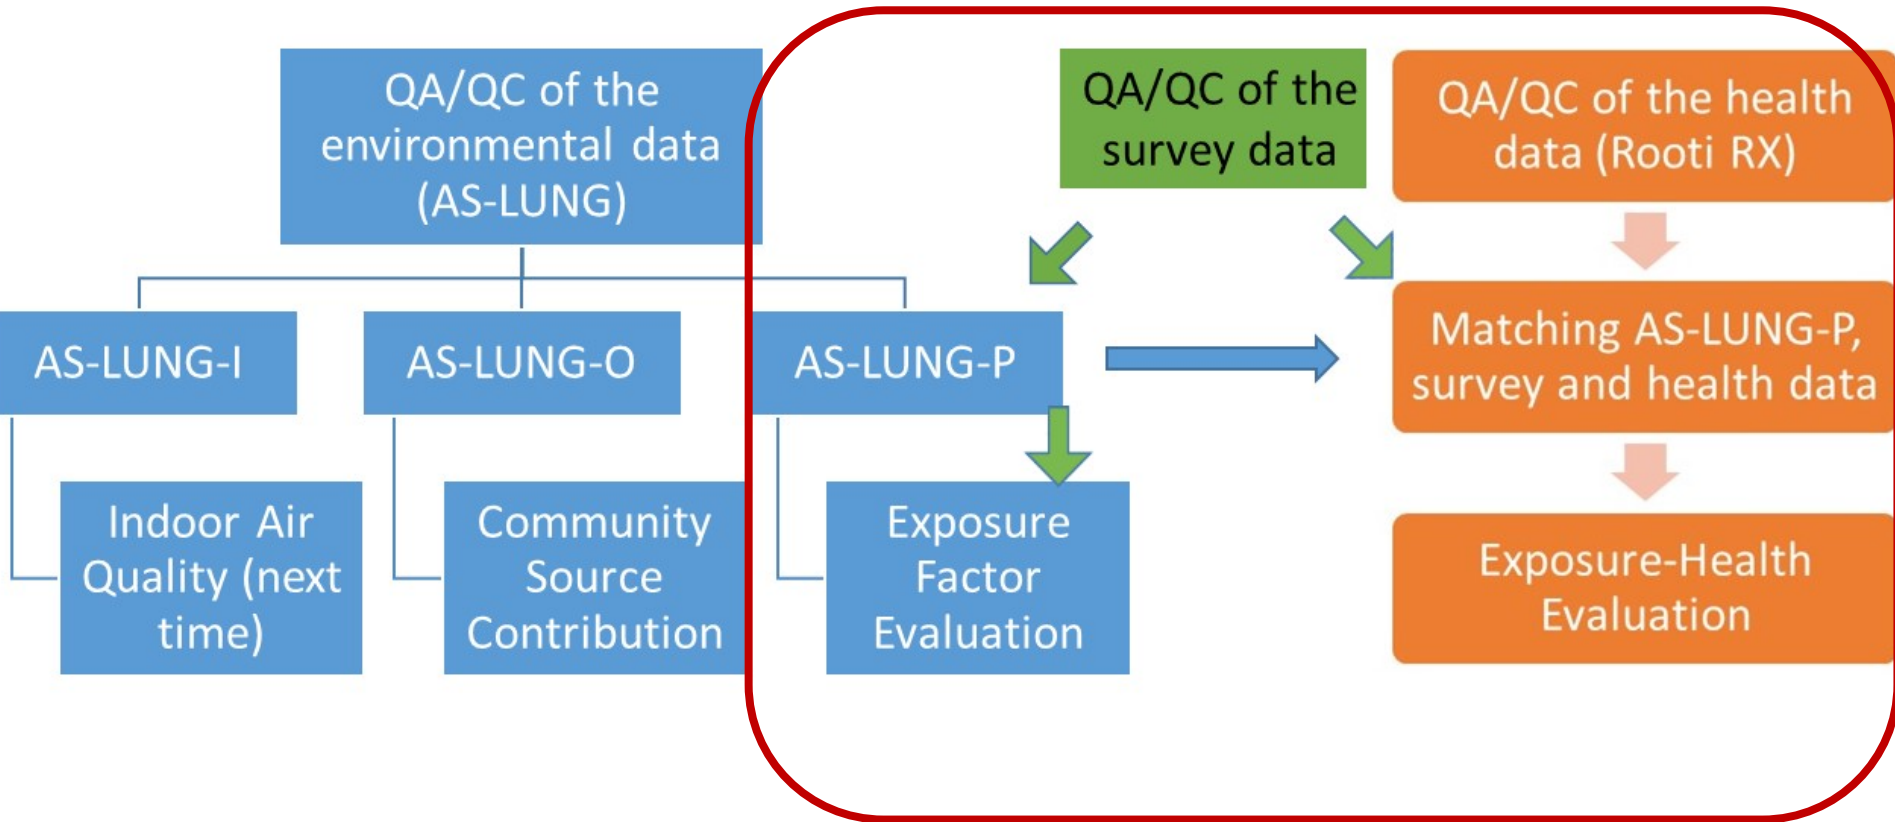 QA/QC of the
environmental data
(AS-LUNG)
QA/QC of the
survey data
QA/QC of the health
data (Rooti RX)
AS-LUNG-I
AS-LUNG-O
AS-LUNG-P
Matching AS-LUNG-P,
survey and health data
Indoor Air
Quality (next
time)
Community
Source
Contribution
Exposure
Factor
Evaluation
Exposure-Health
Evaluation